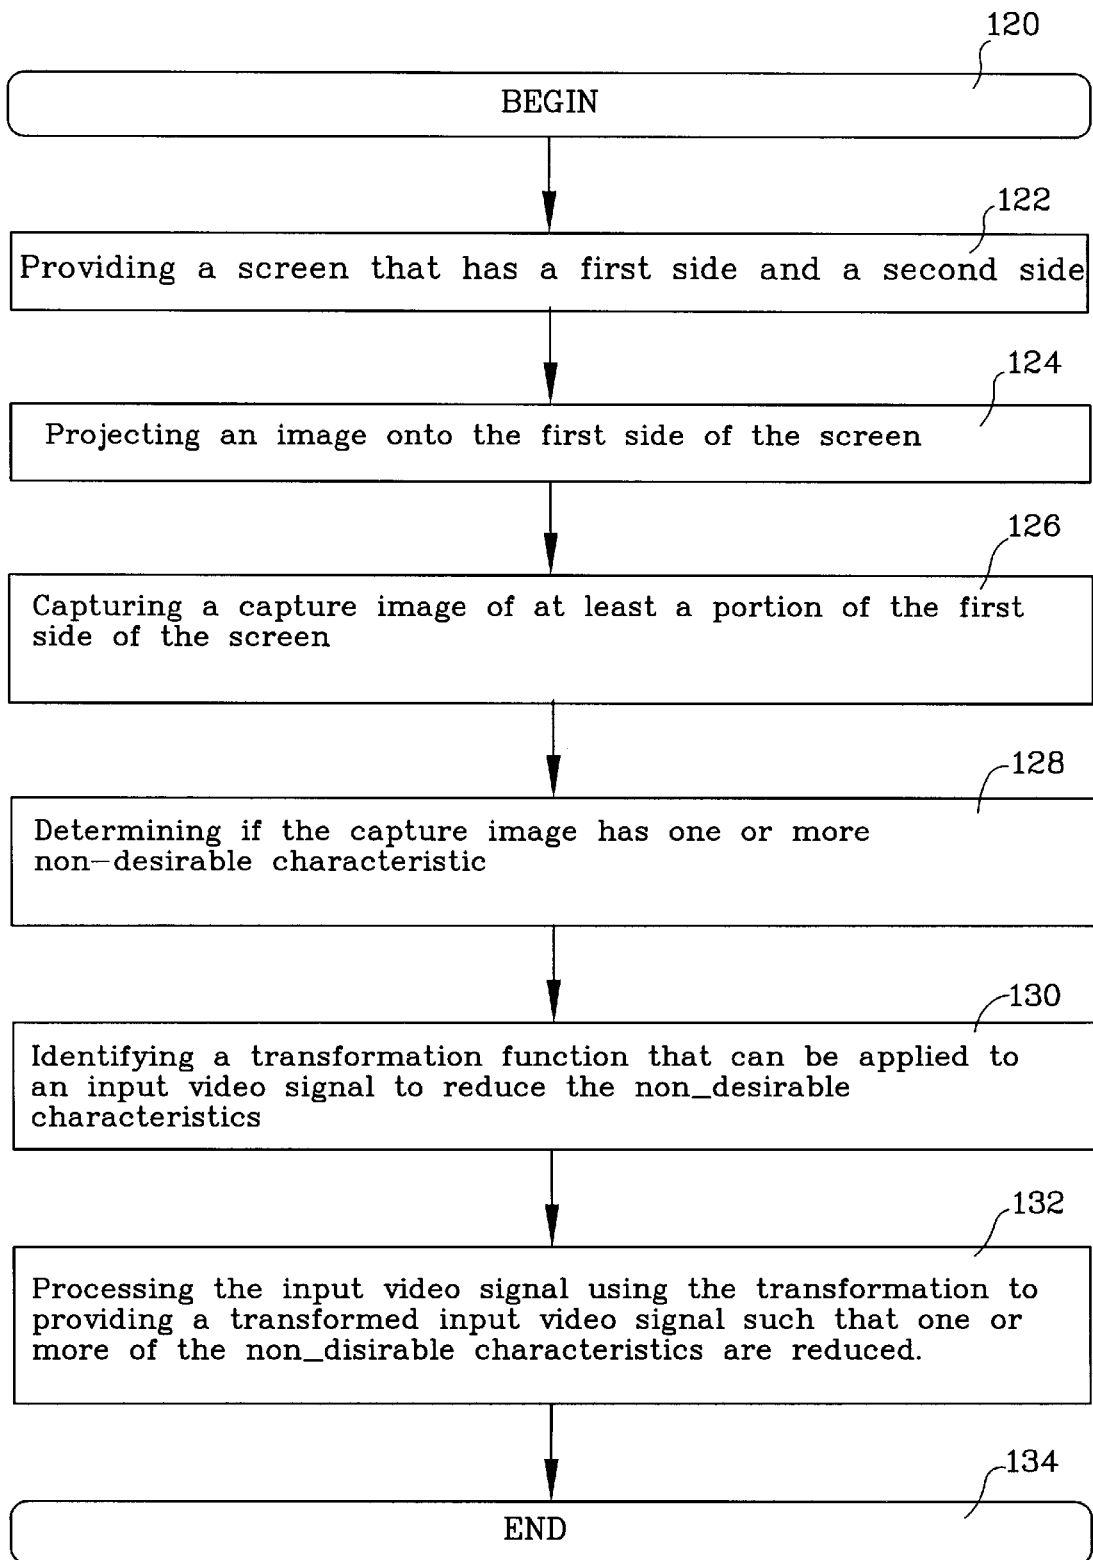 120
BEGIN
122
Providing a screen that has a first side and a second side
124
Projecting an image onto the first side of the screen
126
Capturing a capture image of at least a portion of the first
side of the screen
128
Determining if the capture image has one or more
non-desirable characteristic
130
Identifying a transformation function that can be applied to
an input video signal to reduce the non_desirable
characteristics
132
Processing the input video signal using the transformation to
providing a transformed input video signal such that one or
more of the non_disirable characteristics are reduced.
134
END